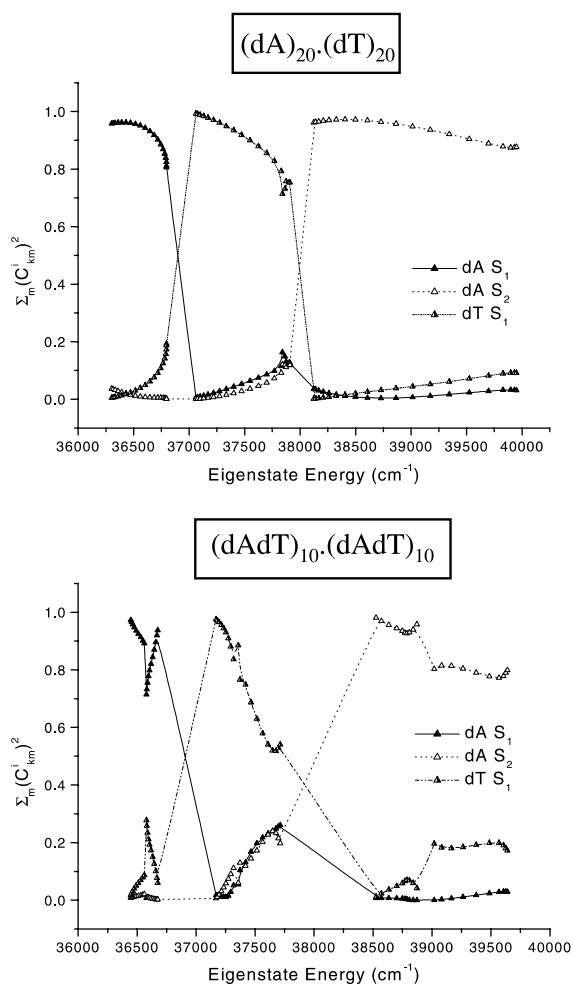 (dA)₂₀.(dT)₂₀
1.0
0.8
0.6
0.4
0.2
0.0
Σₘ(Cⁱₖₘ)²
dA S₁
dA S₂
dT S₁
36000 36500 37000 37500 38000 38500 39000 39500 40000
Eigenstate Energy (cm⁻¹)
(dAdT)₁₀.(dAdT)₁₀
1.0
0.8
0.6
0.4
0.2
0.0
Σₘ(Cⁱₖₘ)²
dA S₁
dA S₂
dT S₁
36000 36500 37000 37500 38000 38500 39000 39500 40000
Eigenstate Energy (cm⁻¹)